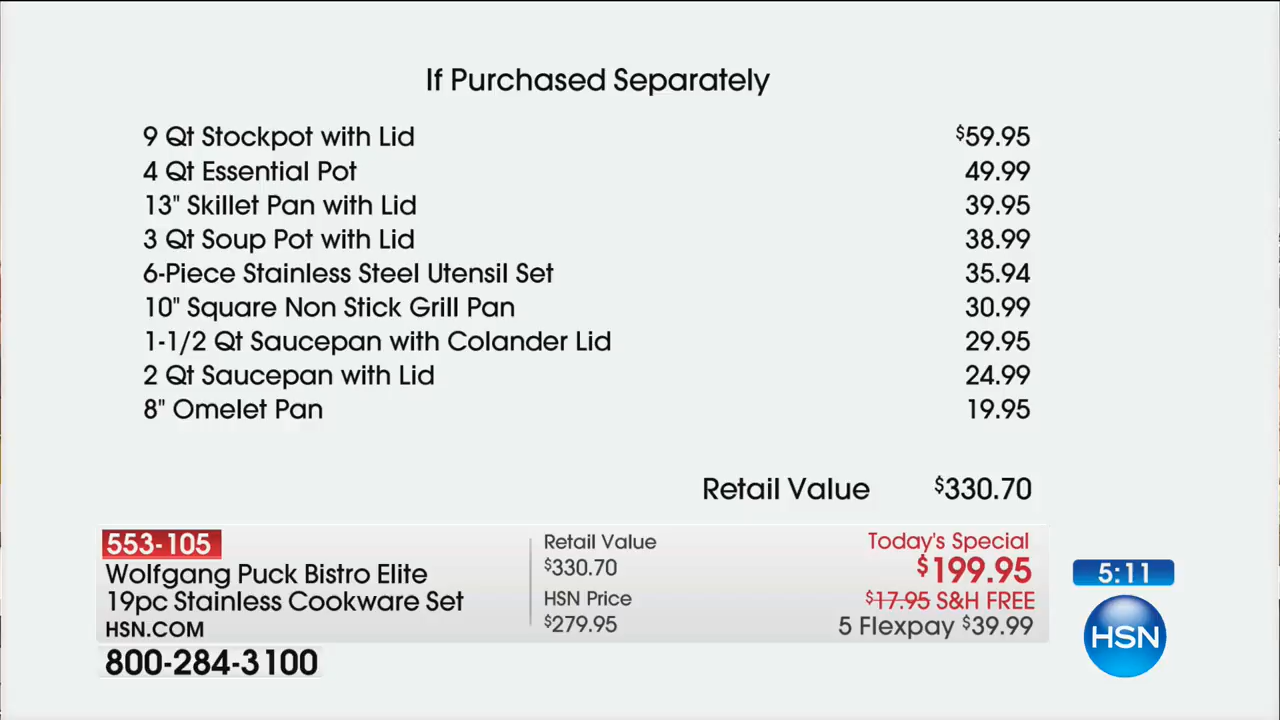 If Purchased Separately
9 Qt Stockpot with Lid $59.95
4 Qt Essential Pot 49.99
13" Skillet Pan with Lid 39.95
3 Qt Soup Pot with Lid 38.99
6-Piece Stainless Steel Utensil Set 35.94
10" Square Non Stick Grill Pan 30.99
1-1/2 Qt Saucepan with Colander Lid 29.95
2 Qt Saucepan with Lid 24.99
8" Omelet Pan 19.95
Retail Value $330.70
553-105
Wolfgang Puck Bistro Elite
19pc Stainless Cookware Set
HSN.COM
800-284-3100
Retail Value
$330.70
HSN Price
$279.95
Today's Special
$199.95
$17.95 S&H FREE
5 Flexpay $39.99
5:11
HSN